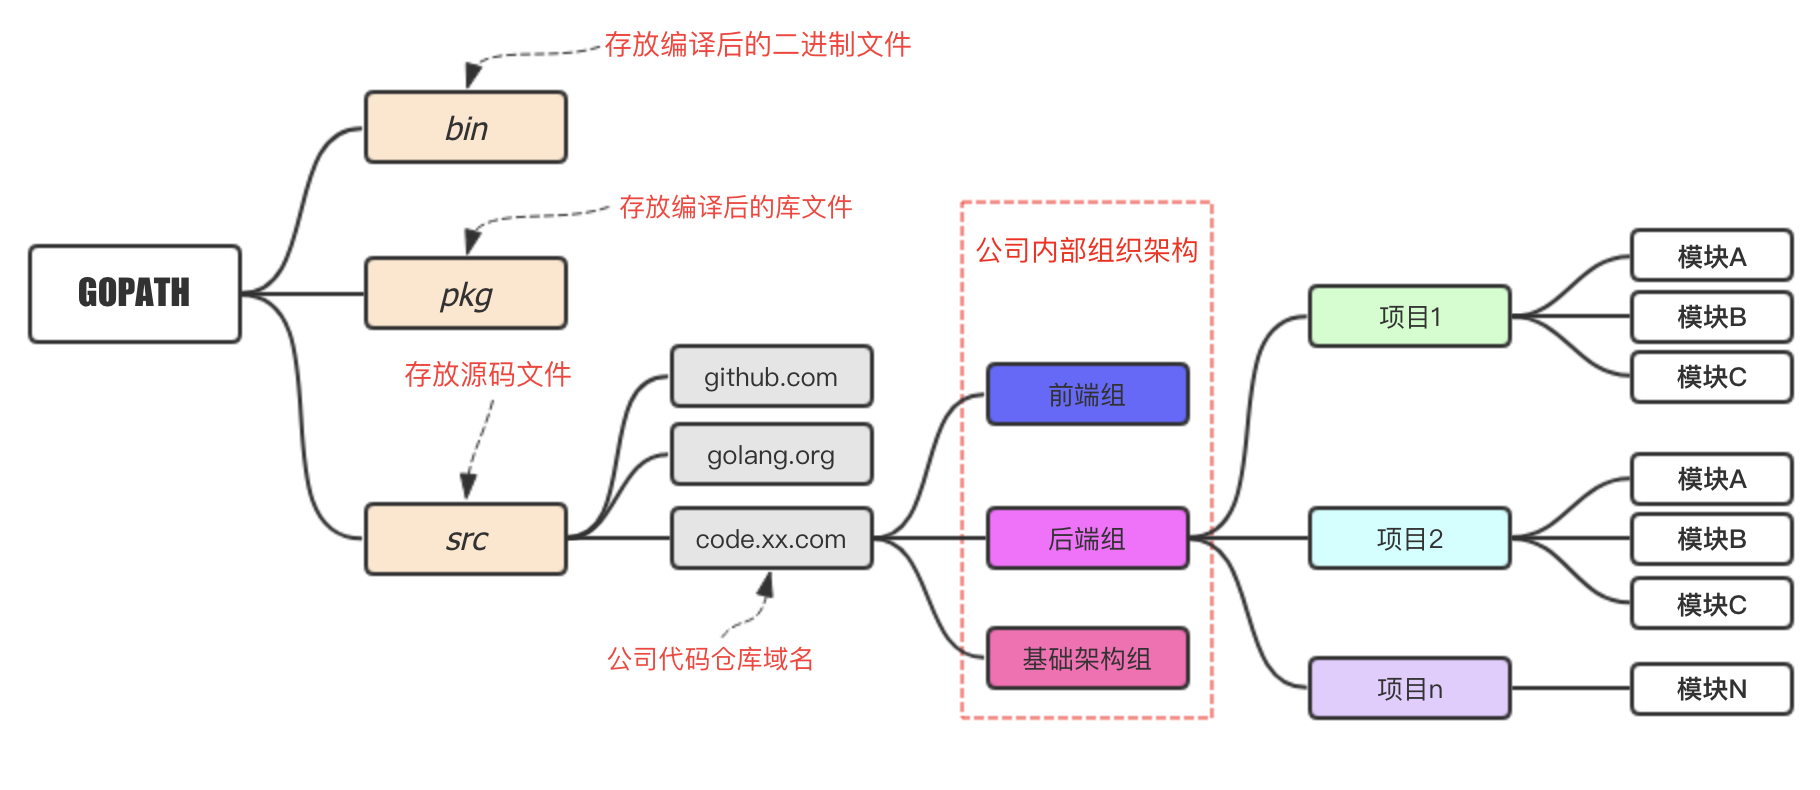 存放编译后的二进制文件
bin
存放编译后的库文件
公司内部组织架构
GOPATH
pkg
模块A
项目1
模块B
存放源码文件
github.com
前端组
模块C
golang.org
模块A
src
code.xx.com
后端组
项目2
模块B
模块C
公司代码仓库域名
基础架构组
项目n
模块N